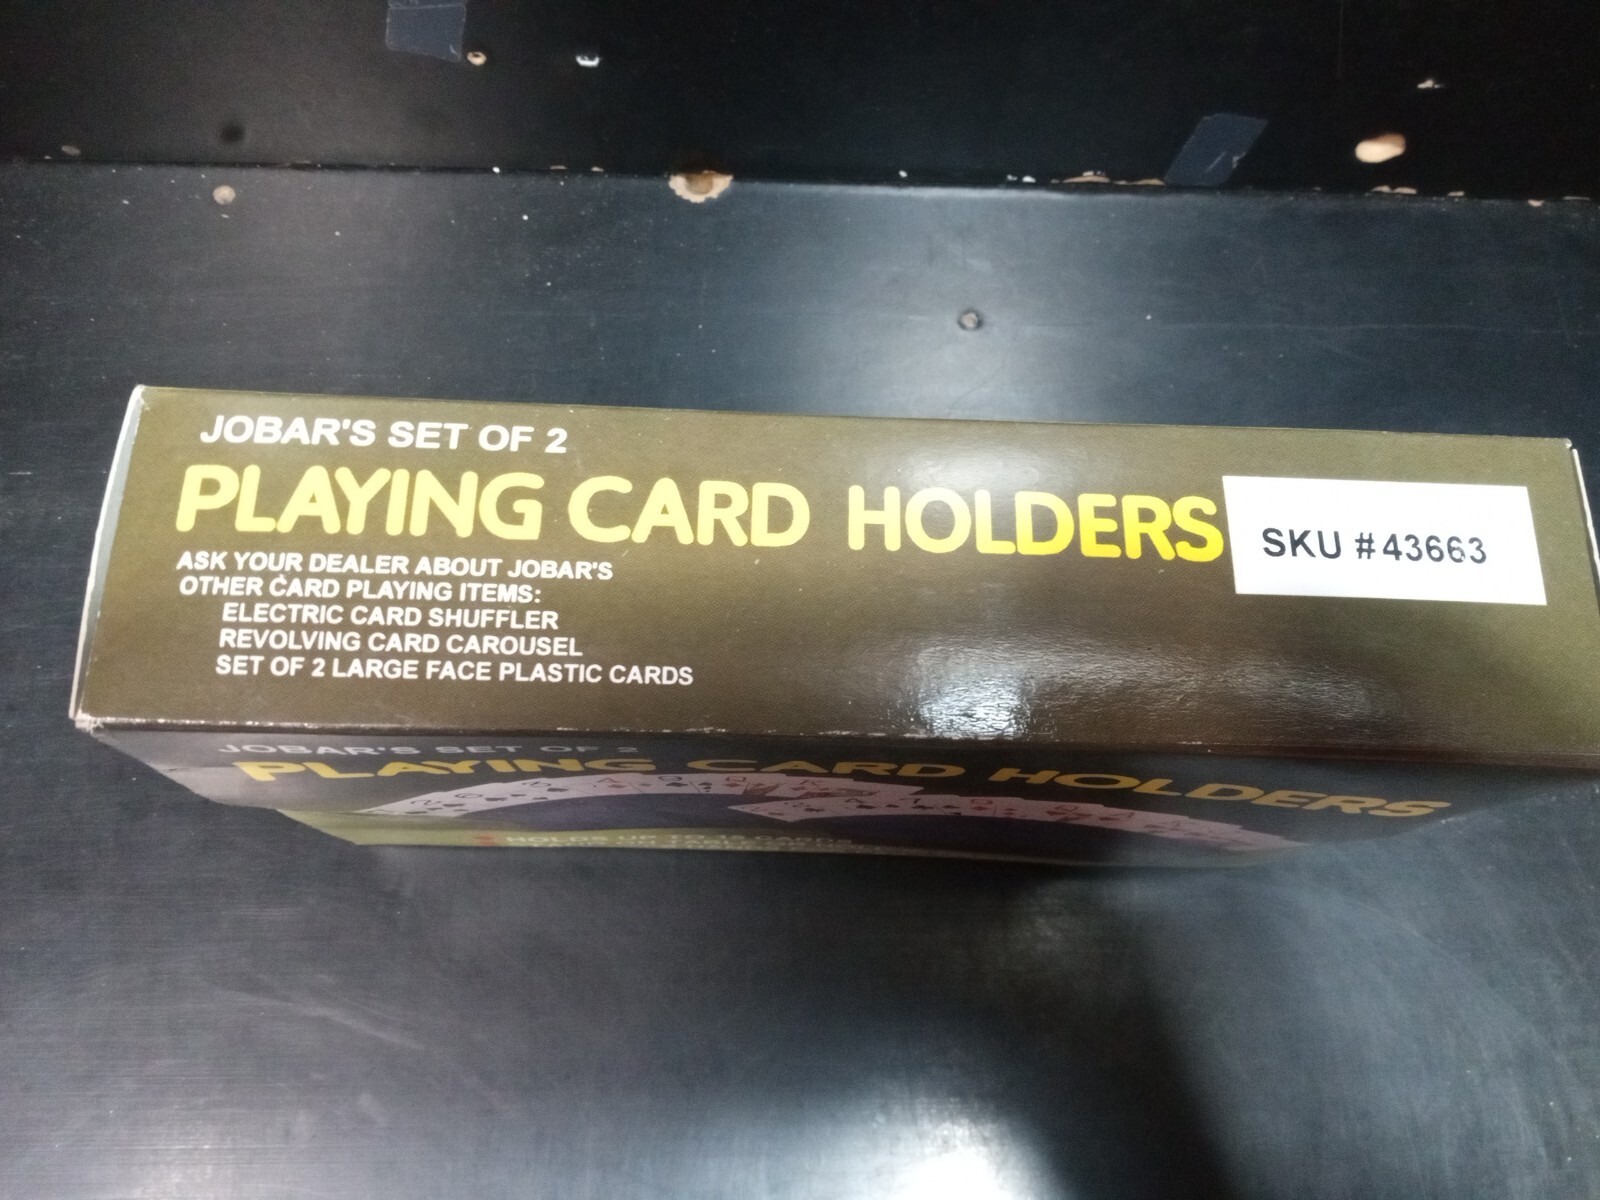 JOBAR'S SET OF 2
PLAYING CARD HOLDERS
SKU #43663
ASK YOUR DEALER ABOUT JOBAR'S
OTHER CARD PLAYING ITEMS:
ELECTRIC CARD SHUFFLER
REVOLVING CARD CAROUSEL
SET OF 2 LARGE FACE PLASTIC CARDS
JOBAR'S SET OF 2
PLAYING CARD HOLDERS